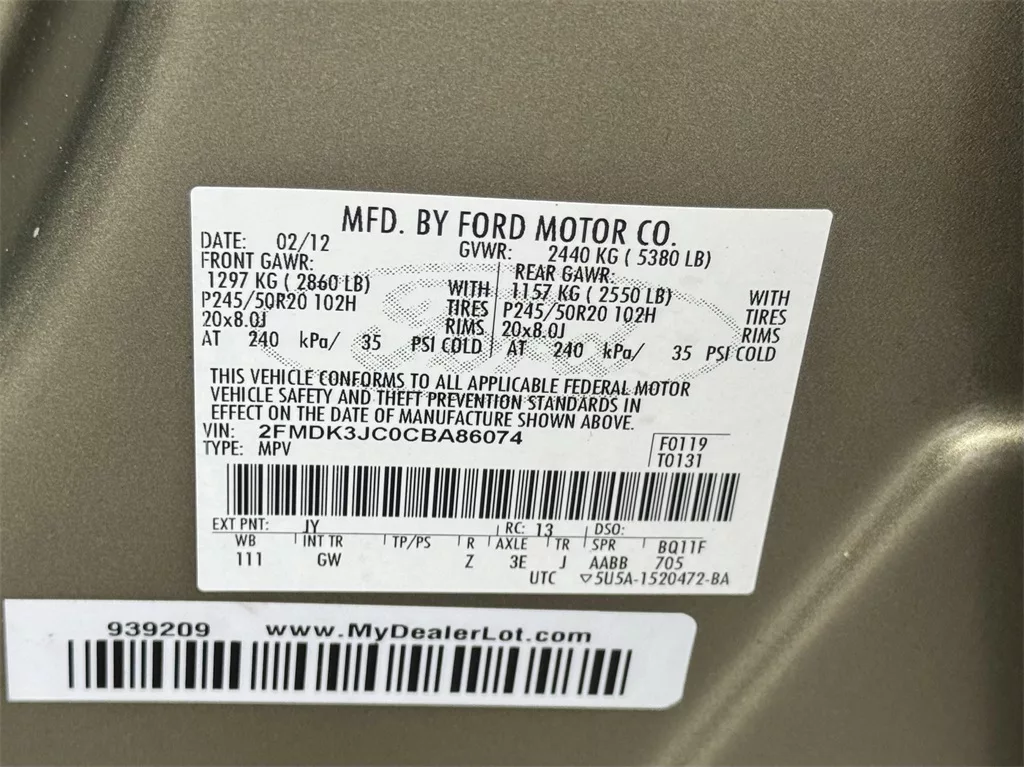 MFD. BY FORD MOTOR CO.
DATE: 02/12 GVWR: 2440 KG ( 5380 LB)
FRONT GAWR: REAR GAWR:
1297 KG ( 2860 LB) WITH 1157 KG ( 2550 LB) WITH
P245/50R20 102H TIRES P245/50R20 102H TIRES
20x8.0J RIMS 20x8.0J RIMS
AT 240 kPa/ 35 PSI COLD AT 240 kPa/ 35 PSI COLD
THIS VEHICLE CONFORMS TO ALL APPLICABLE FEDERAL MOTOR
VEHICLE SAFETY AND THEFT PREVENTION STANDARDS IN
EFFECT ON THE DATE OF MANUFACTURE SHOWN ABOVE.
VIN: 2FMDK3JC0CBA86074 F0119
TYPE: MPV T0131
EXT PNT: JY RC: 13 DSO:
WB INT TR TP/PS R AXLE TR SPR BQ11F
111 GW Z 3E J AABB 705
UTC ▽5U5A-1520472-BA
939209 www.MyDealerLot.com